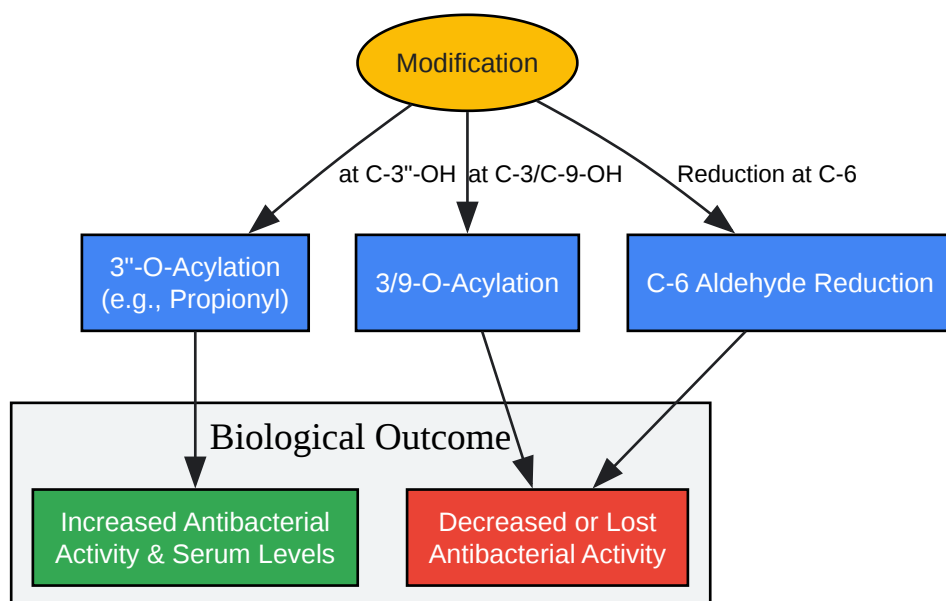 Modification
at C-3"-OH
at C-3/C-9-OH
Reduction at C-6
3"-O-Acylation
(e.g., Propionyl)
3/9-O-Acylation
C-6 Aldehyde Reduction
Biological Outcome
Increased Antibacterial
Activity & Serum Levels
Decreased or Lost
Antibacterial Activity